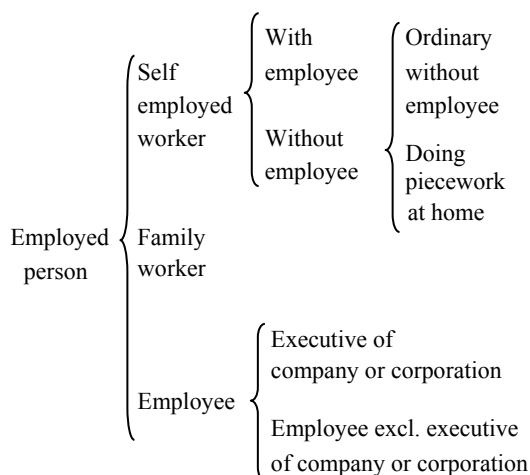 Employed
person
Self
employed
worker
With
employee
Without
employee
Ordinary
without
employee
Doing
piecework
at home
Family
worker
Employee
Executive of
company or corporation
Employee excl. executive
of company or corporation